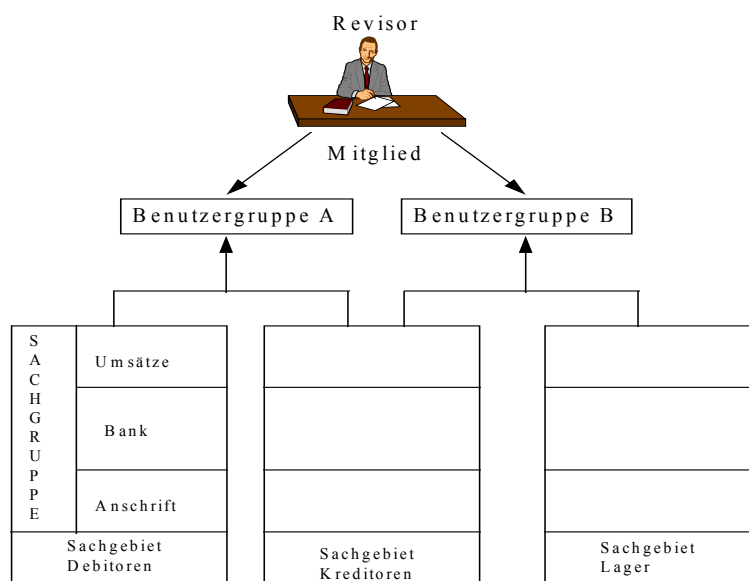 Revisor
Mitglied
Benutzergruppe A
Benutzergruppe B
SACHGRUPPE
Umsätze
Bank
Anschrift
Sachgebiet
Debitoren
Sachgebiet
Kreditoren
Sachgebiet
Lager